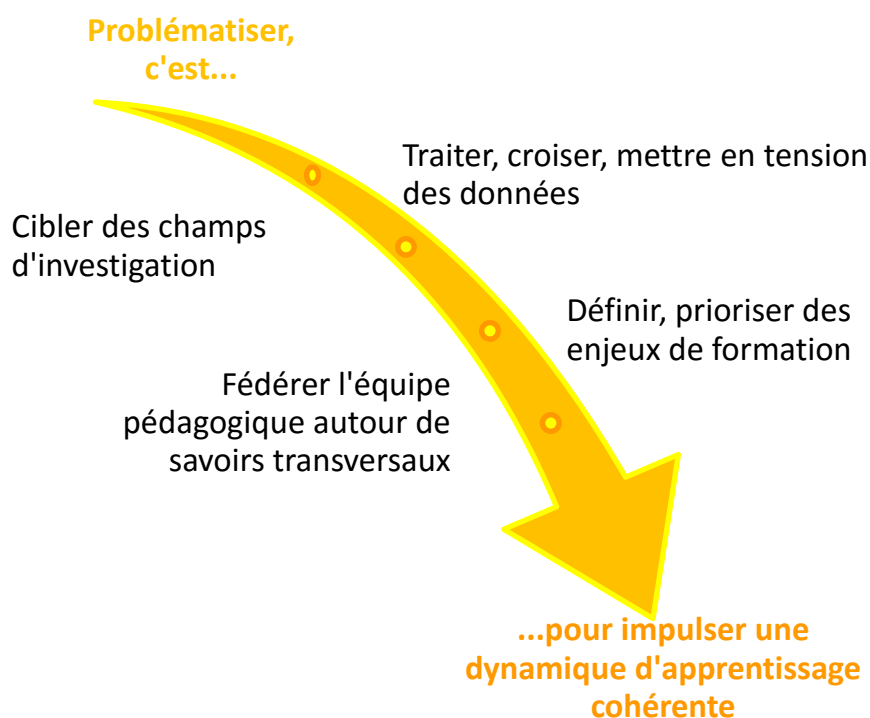 Problématiser,
c'est...
Cibler des champs
d'investigation
Traiter, croiser, mettre en tension
des données
Définir, prioriser des
enjeux de formation
Fédérer l'équipe
pédagogique autour de
savoirs transversaux
...pour impulser une
dynamique d'apprentissage
cohérente